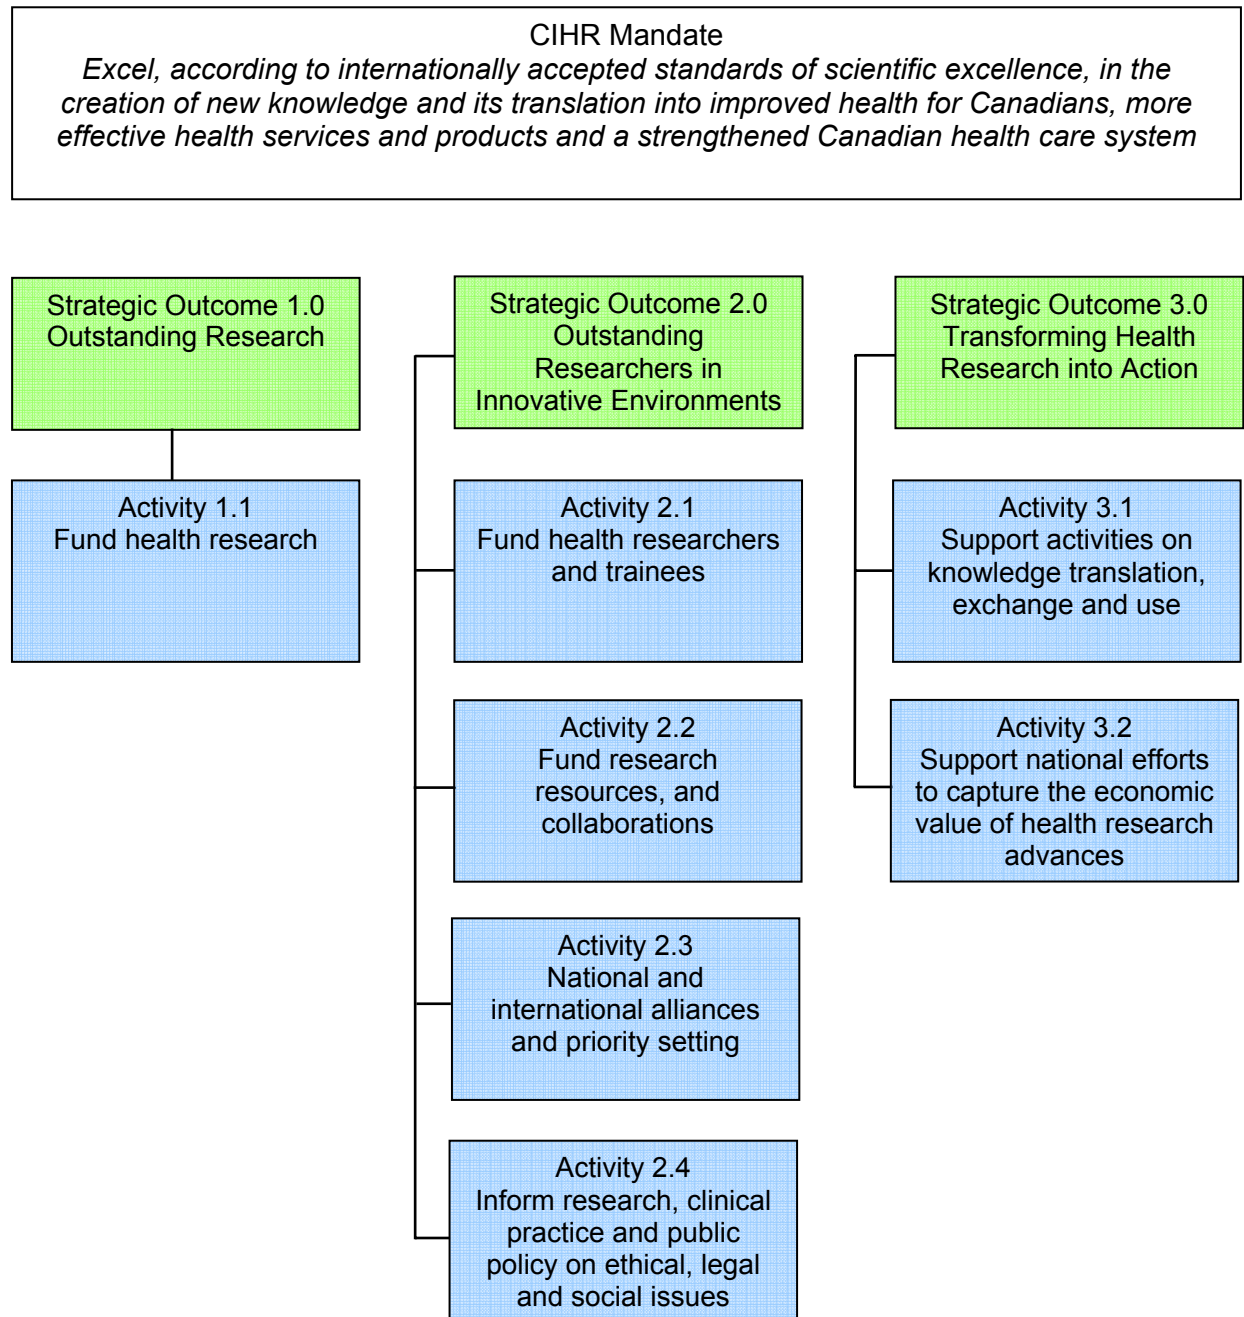 CIHR Mandate
Excel, according to internationally accepted standards of scientific excellence, in the
creation of new knowledge and its translation into improved health for Canadians, more
effective health services and products and a strengthened Canadian health care system
Strategic Outcome 1.0
Outstanding Research
Activity 1.1
Fund health research
Strategic Outcome 2.0
Outstanding
Researchers in
Innovative Environments
Activity 2.1
Fund health researchers
and trainees
Activity 2.2
Fund research
resources, and
collaborations
Activity 2.3
National and
international alliances
and priority setting
Activity 2.4
Inform research, clinical
practice and public
policy on ethical, legal
and social issues
Strategic Outcome 3.0
Transforming Health
Research into Action
Activity 3.1
Support activities on
knowledge translation,
exchange and use
Activity 3.2
Support national efforts
to capture the economic
value of health research
advances